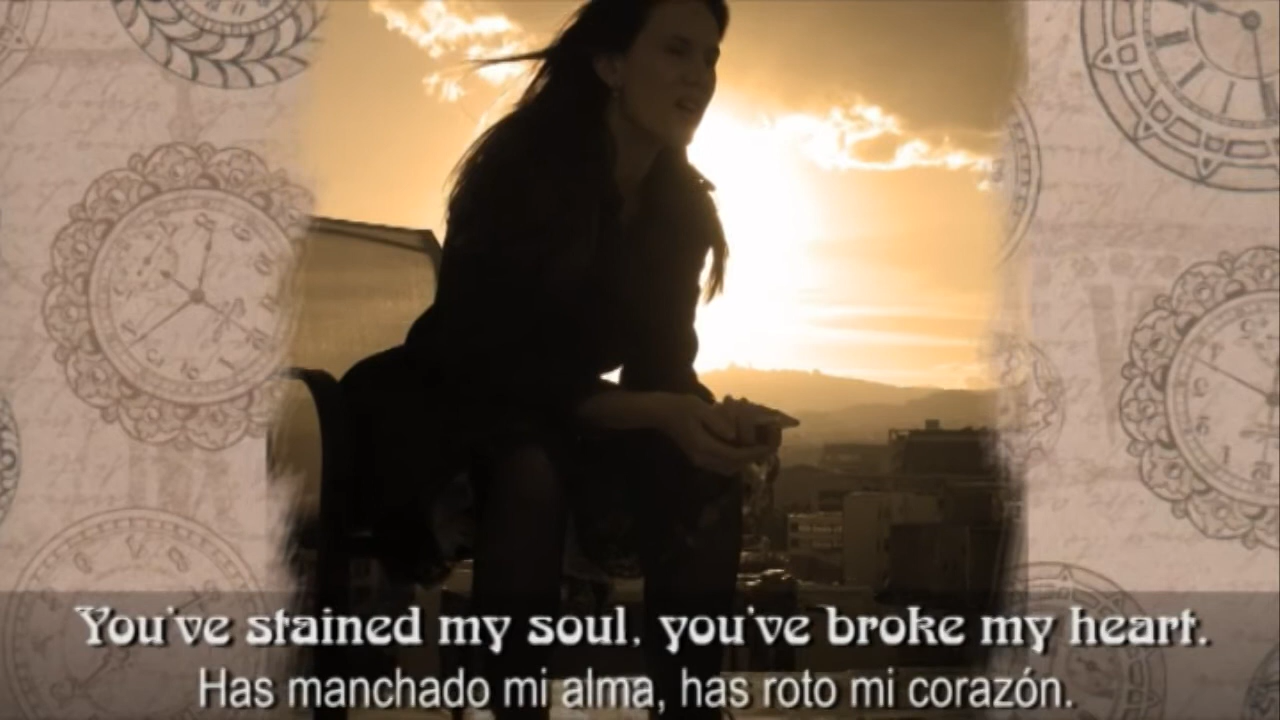 You've stained my soul, you've broke my heart.
Has manchado mi alma, has roto mi corazón.